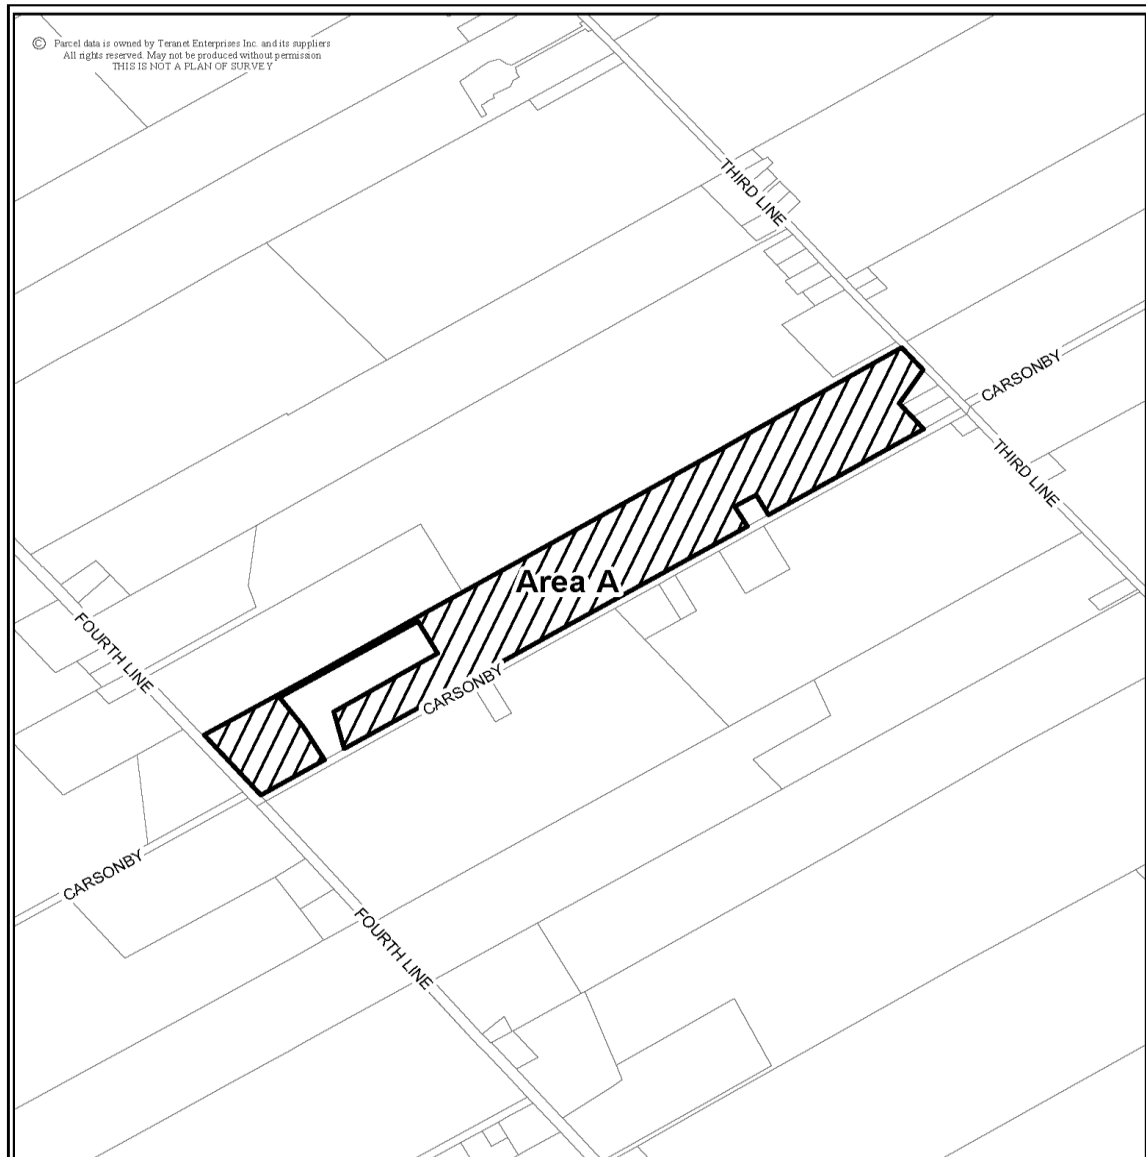 © Parcel data is owned by Teranet Enterprises Inc. and its suppliers
All rights reserved. May not be produced without permission
THIS IS NOT A PLAN OF SURVEY
THIRD LINE
CARSONBY
THIRD LINE
Area A
FOURTH LINE
CARSONBY
CARSONBY
FOURTH LINE